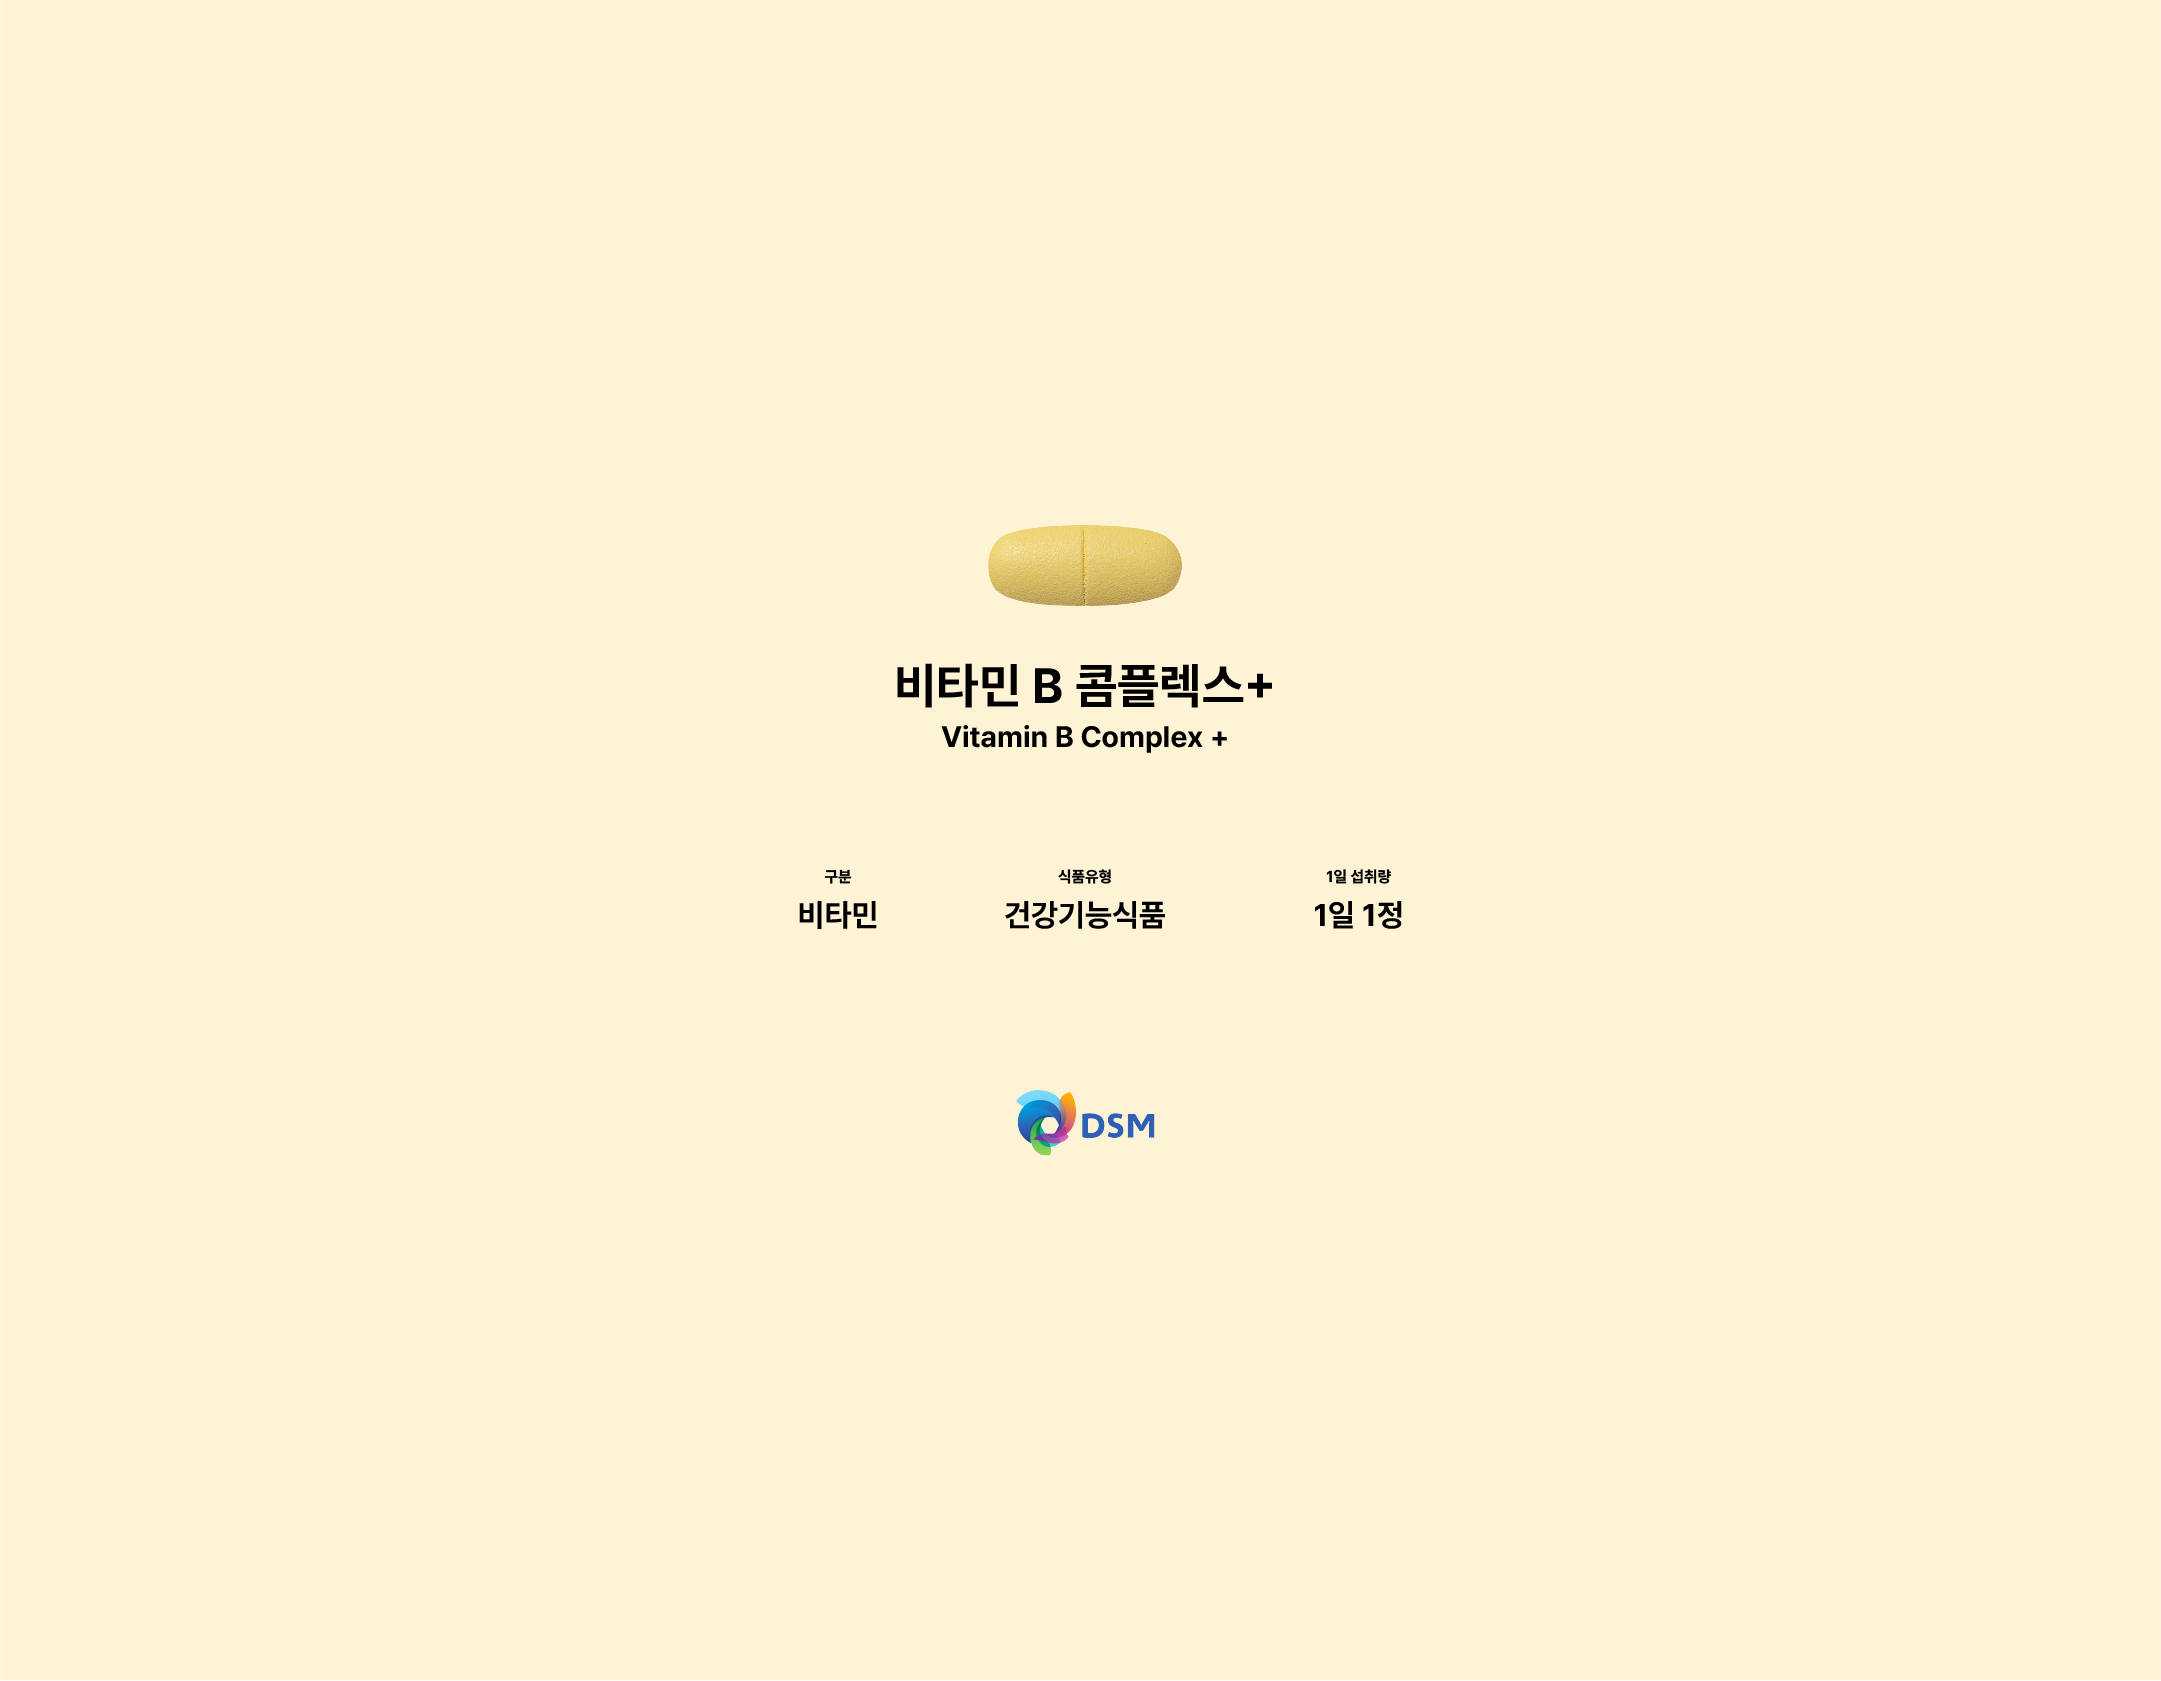 비타민 B 콤플렉스+
Vitamin B Complex +
구분 식품유형 1일 섭취량
비타민 건강기능식품 1일 1정
DSM